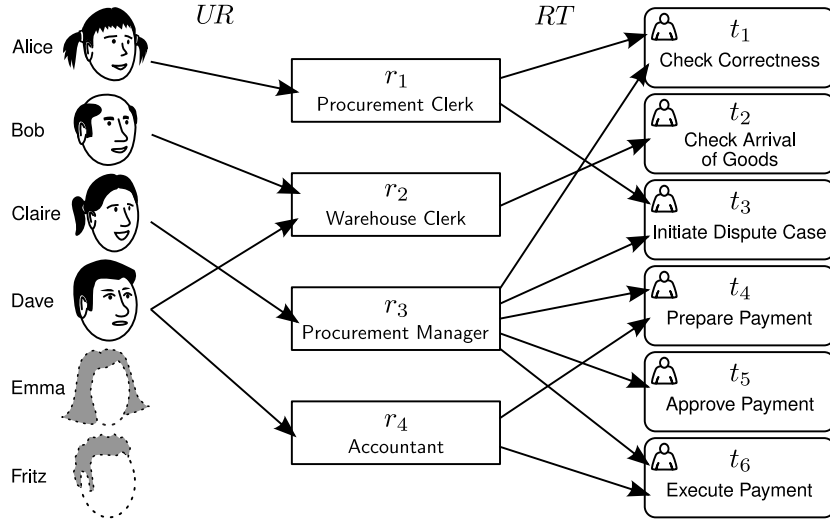 UR
RT
Alice
Bob
Claire
Dave
Emma
Fritz
r1
Procurement Clerk
r2
Warehouse Clerk
r3
Procurement Manager
r4
Accountant
t1
Check Correctness
t2
Check Arrival
of Goods
t3
Initiate Dispute Case
t4
Prepare Payment
t5
Approve Payment
t6
Execute Payment